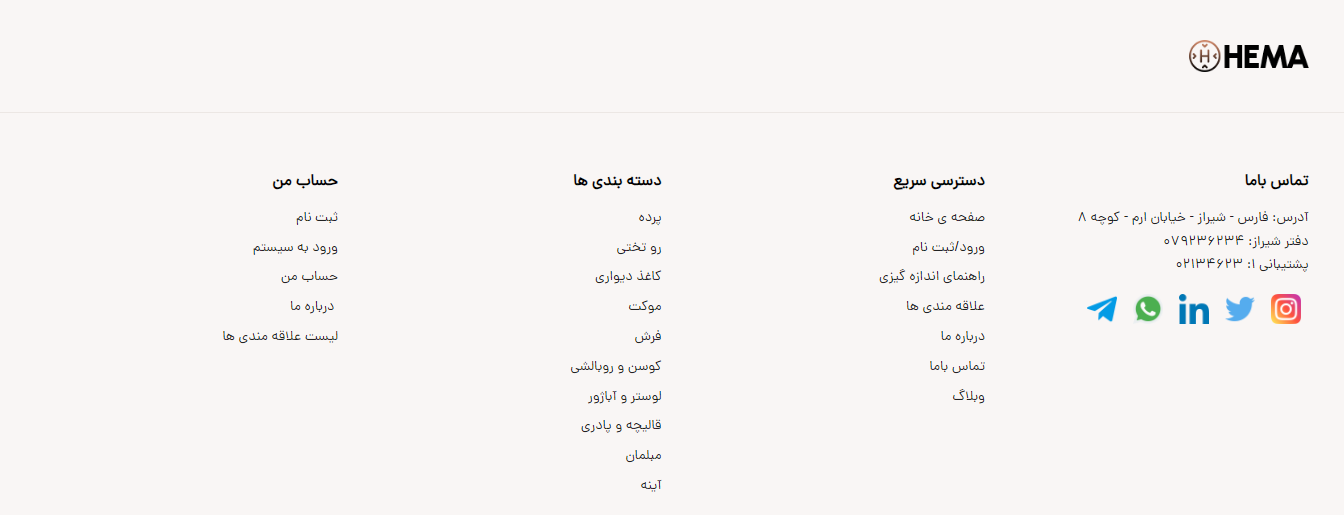 HEMA
تماس باما
آدرس: فارس - شیراز - خیابان ارم - کوچه ۸
دفتر شیراز: ۰۷۹۲۳۶۲۳۴
پشتیبانی ۱: ۰۲۱۳۴۶۲۳
دسترسی سریع
صفحه ی خانه
ورود/ثبت نام
راهنمای اندازه گیزی
علاقه مندی ها
درباره ما
تماس باما
وبلاگ
دسته بندی ها
پرده
رو تختی
کاغذ دیواری
موکت
فرش
کوسن و روبالشی
لوستر و آباژور
قالیچه و پادری
مبلمان
آینه
حساب من
ثبت نام
ورود به سیستم
حساب من
درباره ما
لیست علاقه مندی ها